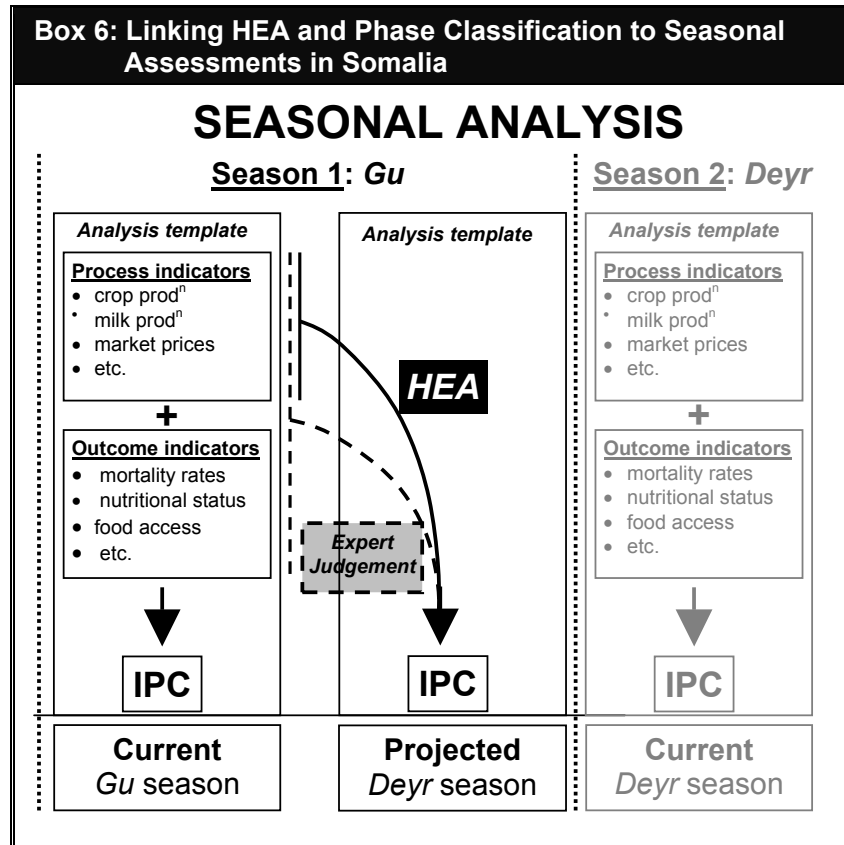 Box 6: Linking HEA and Phase Classification to Seasonal
Assessments in Somalia
SEASONAL ANALYSIS
Season 1: Gu
Analysis template
Process indicators
• crop prodⁿ
• milk prodⁿ
• market prices
• etc.
+
Outcome indicators
• mortality rates
• nutritional status
• food access
• etc.
IPC
Current
Gu season
HEA
Expert
Judgement
Analysis template
IPC
Projected
Deyr season
Season 2: Deyr
Analysis template
Process indicators
• crop prodⁿ
• milk prodⁿ
• market prices
• etc.
+
Outcome indicators
• mortality rates
• nutritional status
• food access
• etc.
IPC
Current
Deyr season